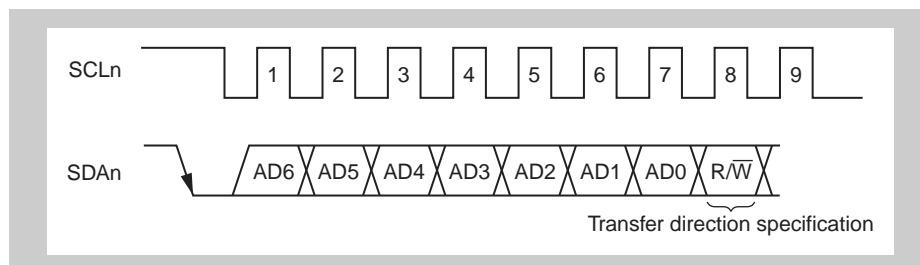 SCLn 1 2 3 4 5 6 7 8 9
SDAn AD6 AD5 AD4 AD3 AD2 AD1 AD0 R/W̅
Transfer direction specification